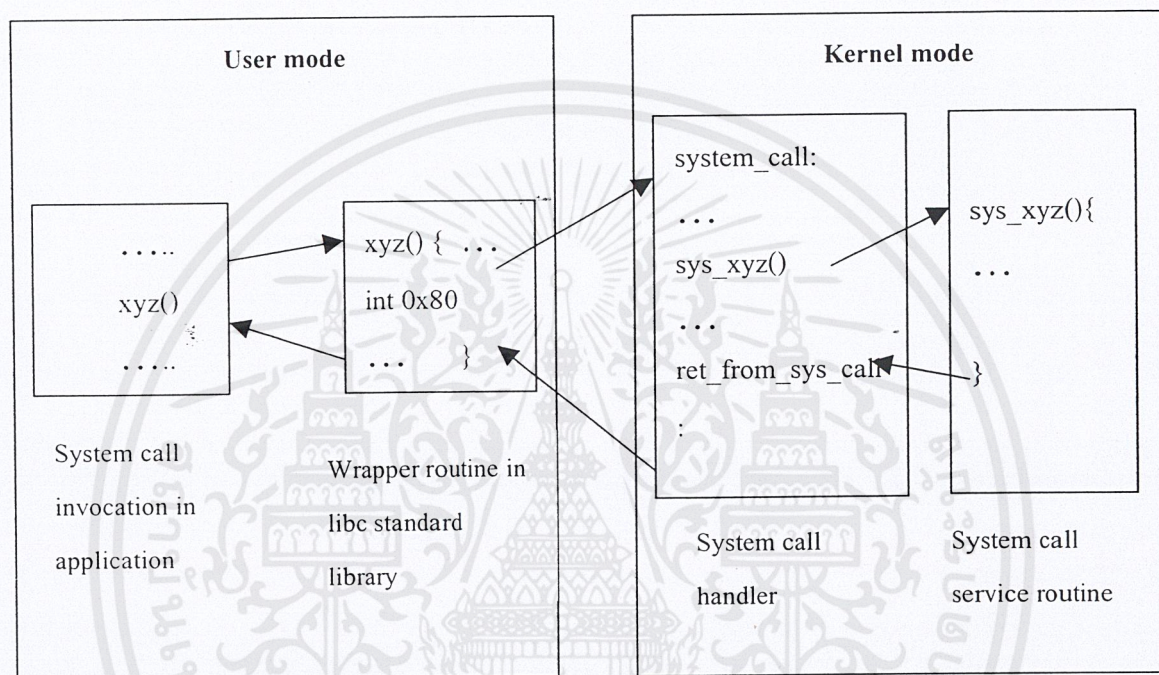 User mode
Kernel mode
.....
xyz()
.....
xyz() { ...
int 0x80
... }
system_call:
...
sys_xyz()
...
ret_from_sys_call
:
sys_xyz(){
...
}
System call
invocation in
application
Wrapper routine in
libc standard
library
System call
handler
System call
service routine